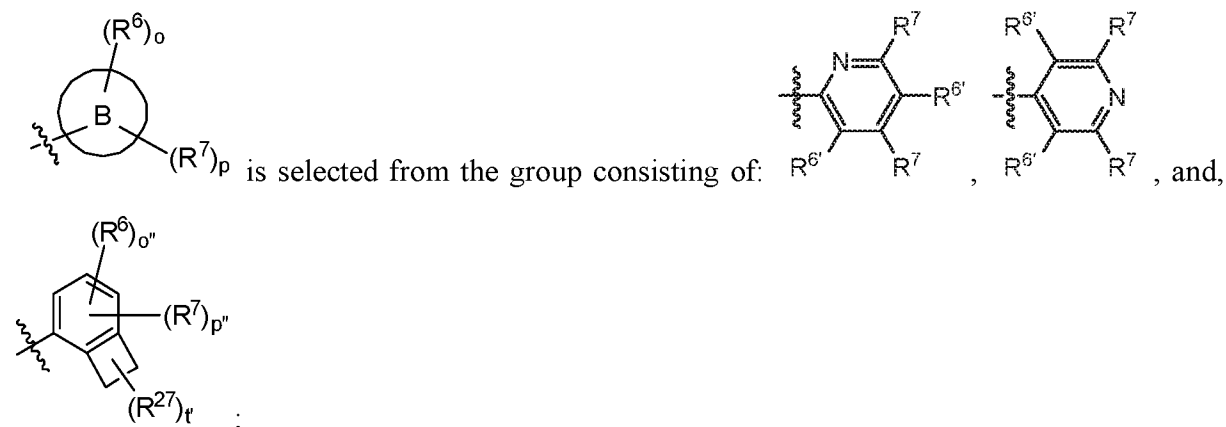 (R⁶)ₒ
B
(R⁷)ₚ is selected from the group consisting of: N R⁷ R⁶' R⁷ R⁶' , R⁶' R⁷ N R⁷ R⁶' , and,
(R⁶)ₒ"
(R⁷)ₚ"
(R²⁷)ₜ' ;